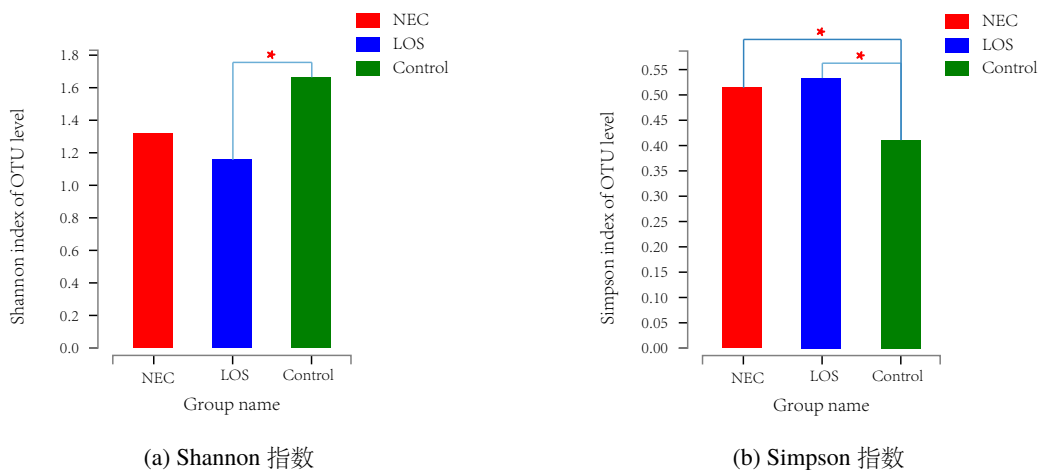 NEC
LOS
Control
Shannon index of OTU level
1.8
1.6
1.4
1.2
1.0
0.8
0.6
0.4
0.2
0.0
*
NEC
LOS
Control
Group name
(a) Shannon 指数
NEC
LOS
Control
Simpson index of OTU level
0.55
0.50
0.45
0.40
0.35
0.30
0.25
0.20
0.15
0.10
0.05
0.00
*
*
NEC
LOS
Control
Group name
(b) Simpson 指数